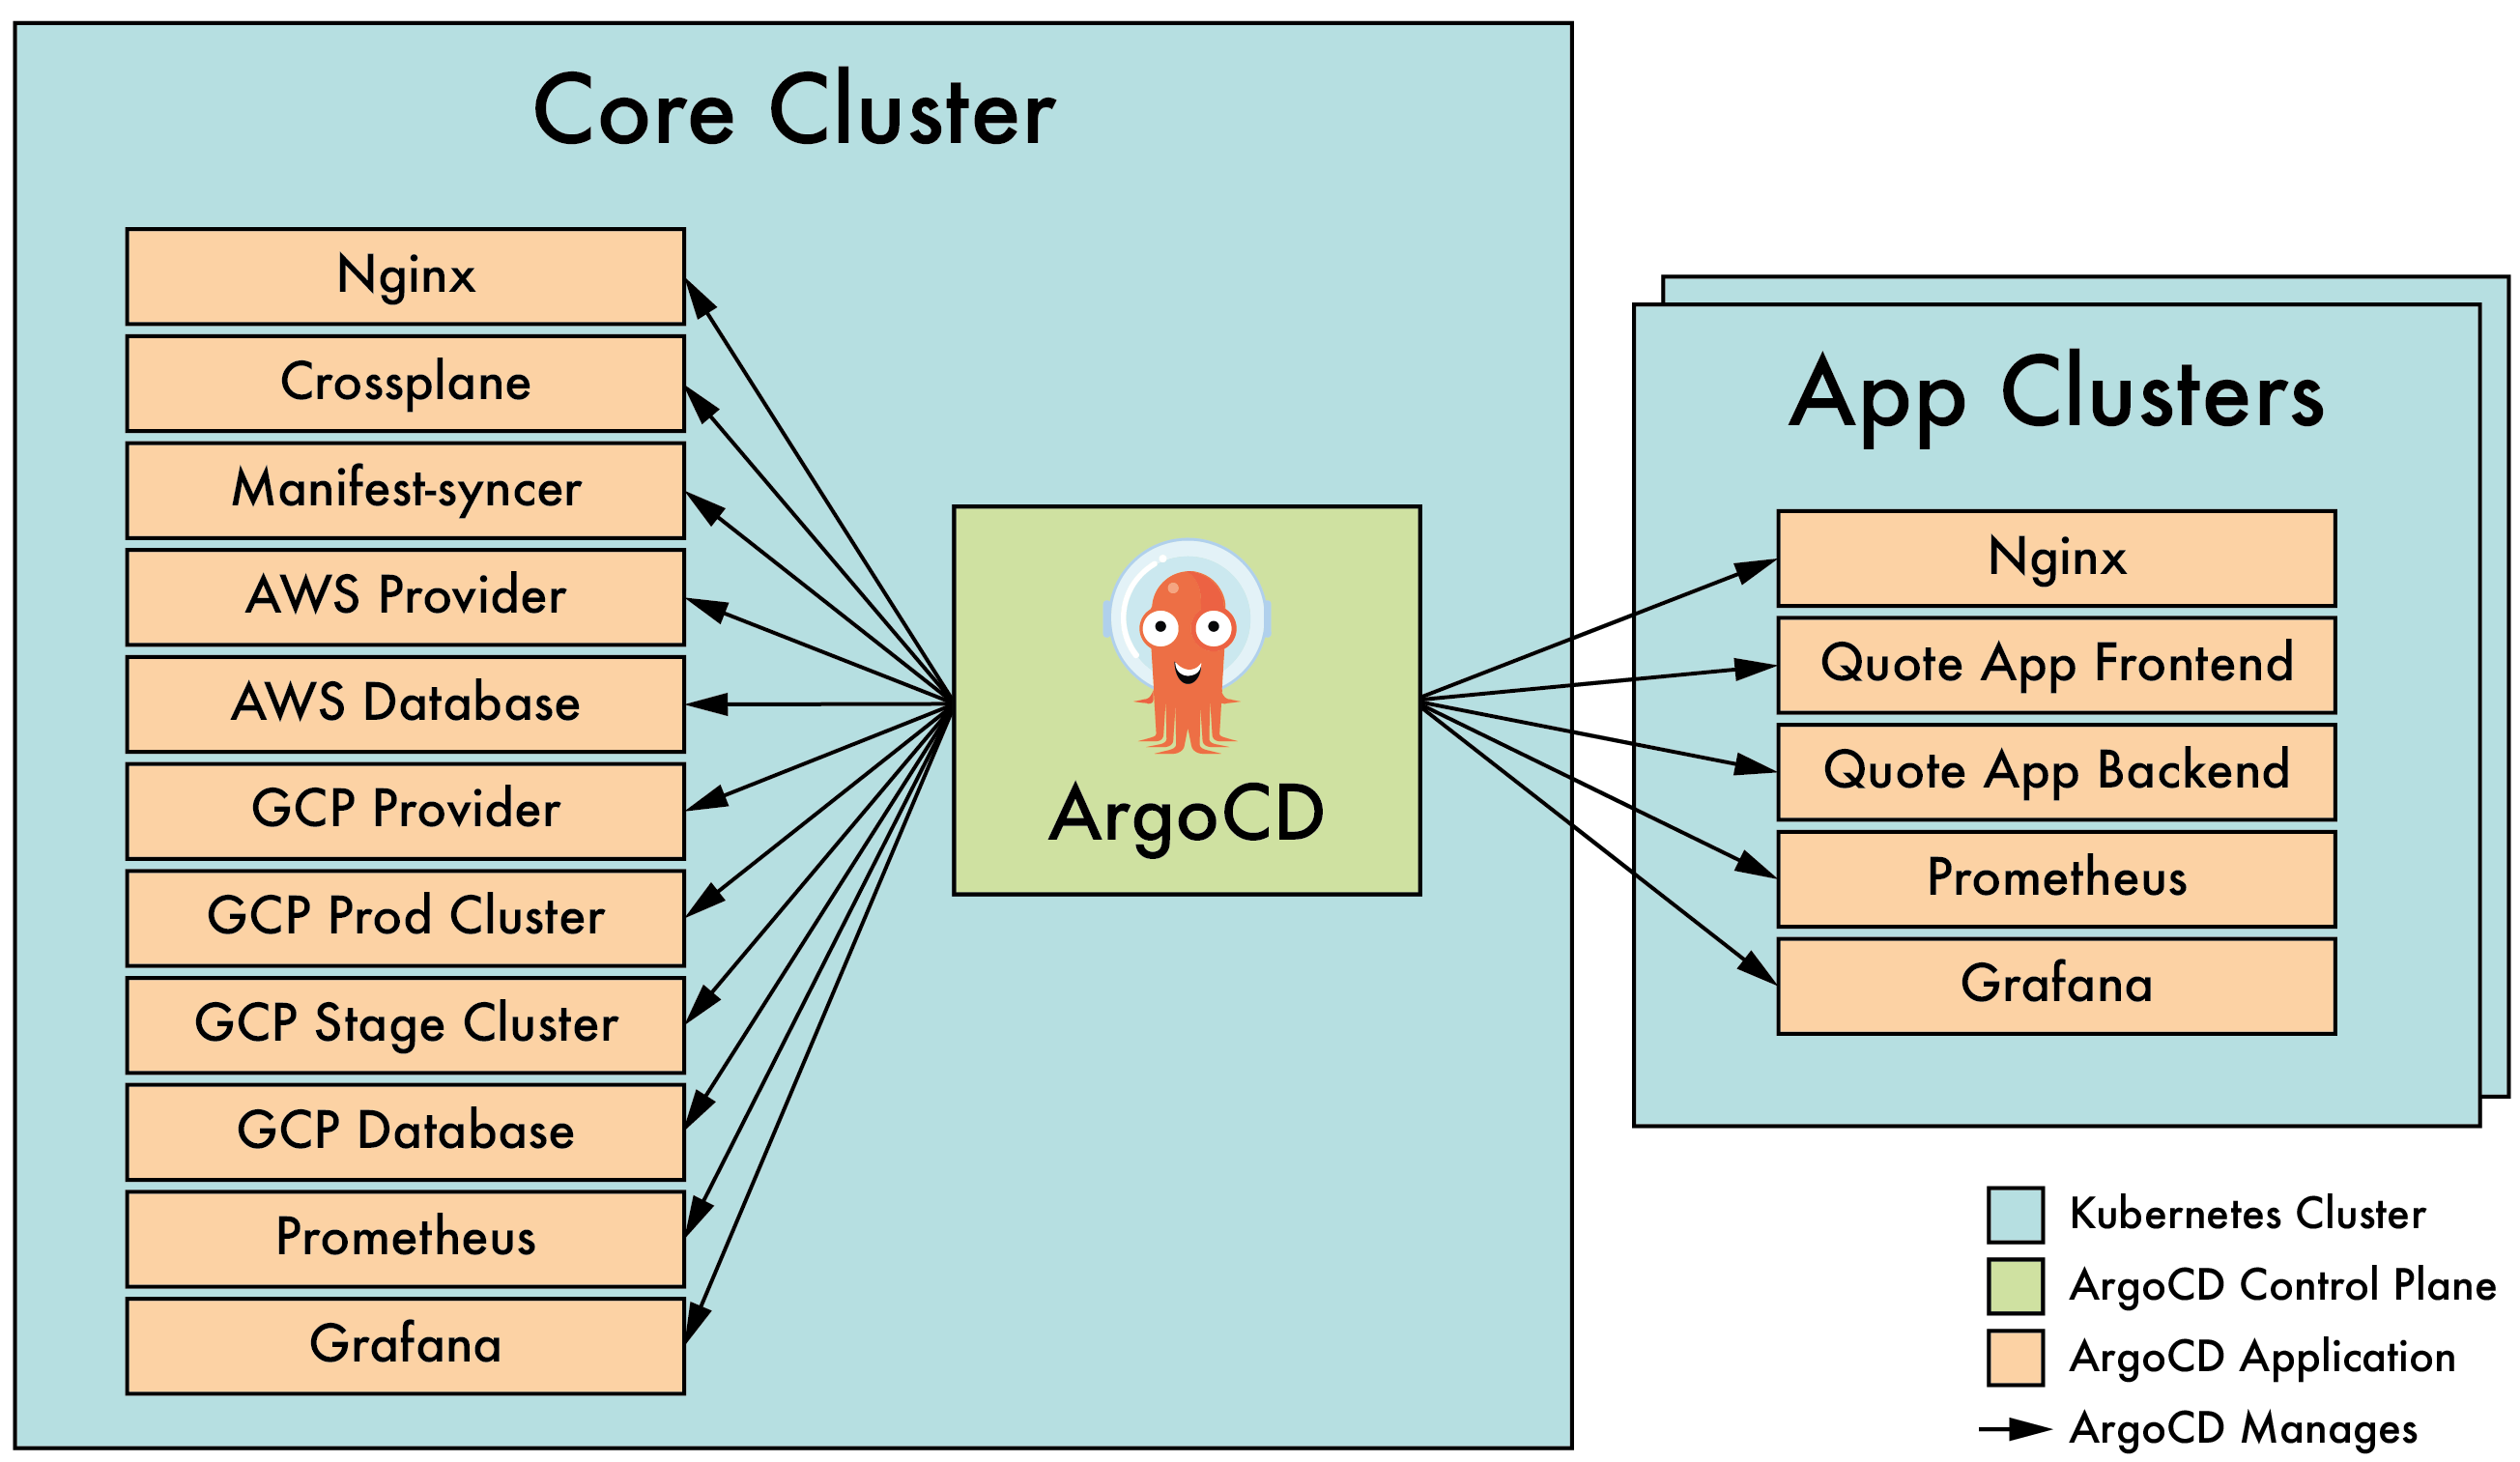 Core Cluster
Nginx
Crossplane
Manifest-syncer
AWS Provider
AWS Database
GCP Provider
GCP Prod Cluster
GCP Stage Cluster
GCP Database
Prometheus
Grafana
ArgoCD
App Clusters
Nginx
Quote App Frontend
Quote App Backend
Prometheus
Grafana
Kubernetes Cluster
ArgoCD Control Plane
ArgoCD Application
ArgoCD Manages